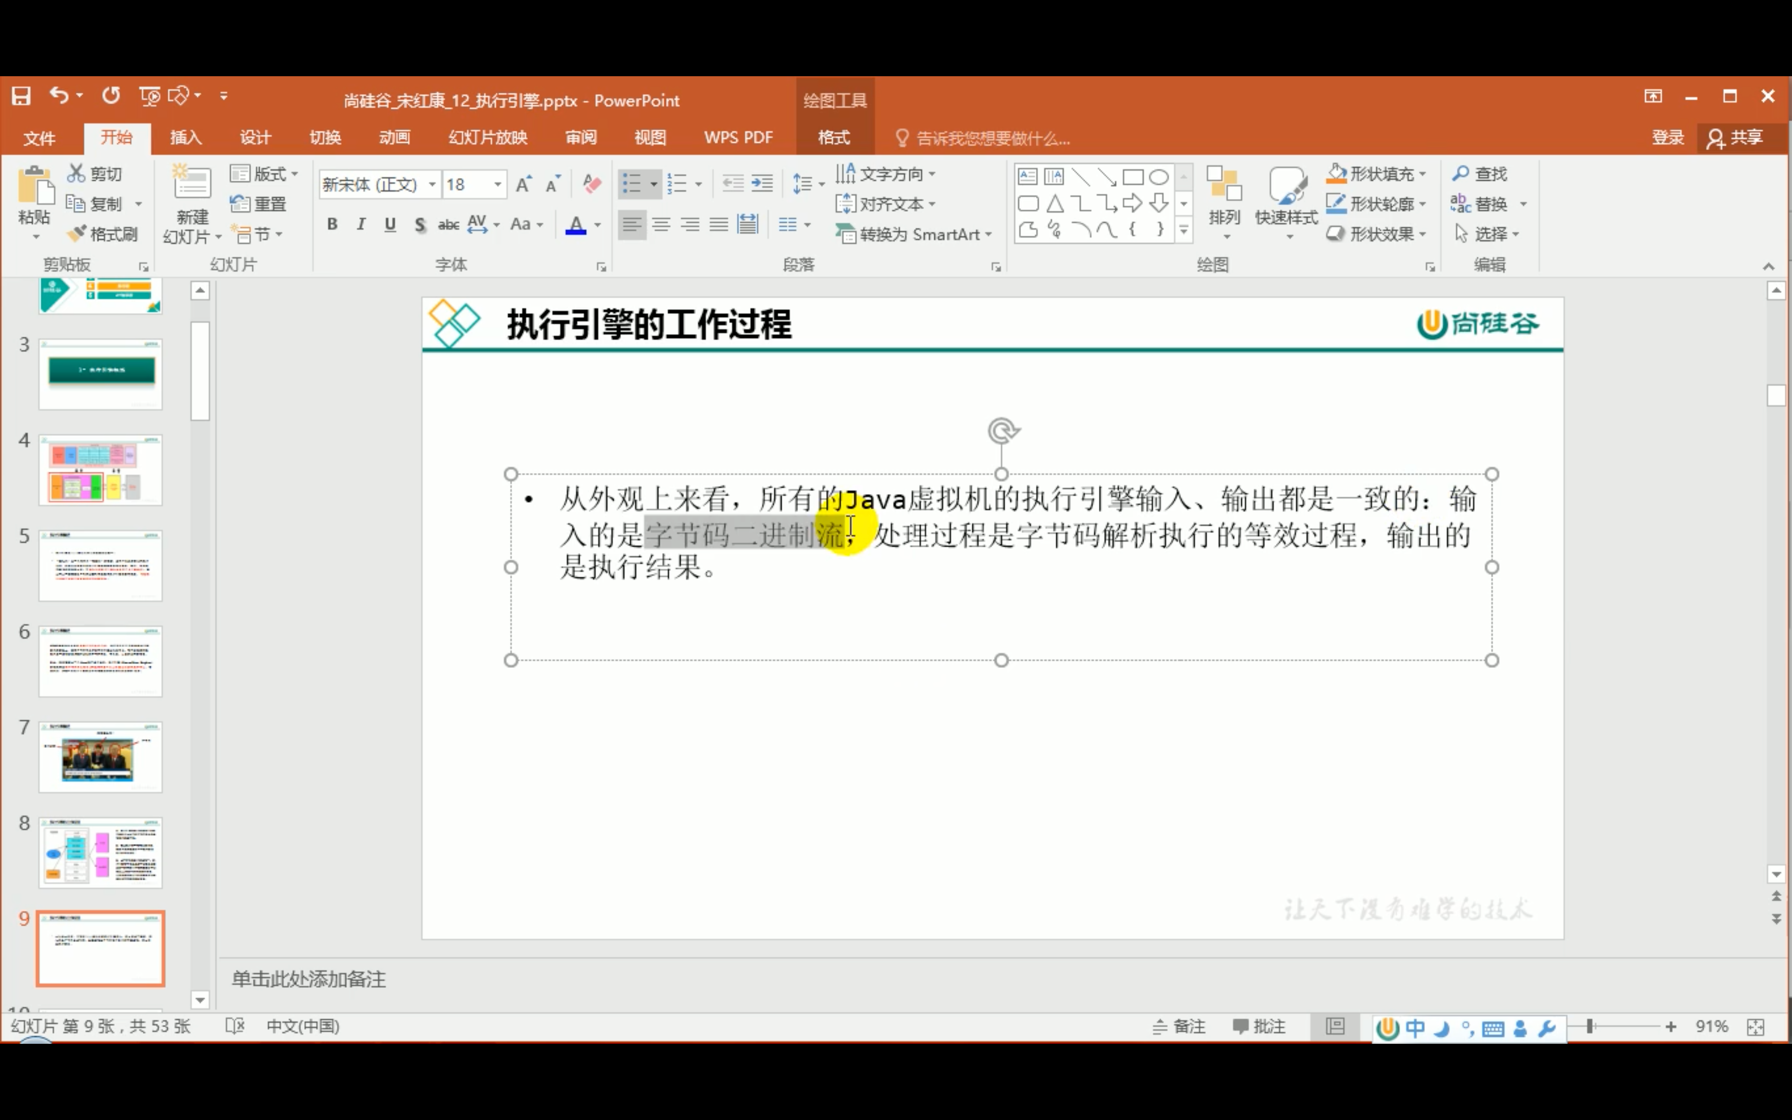 尚硅谷_宋红康_12_执行引擎.pptx - PowerPoint
绘图工具
文件 开始 插入 设计 切换 动画 幻灯片放映 审阅 视图 WPS PDF 格式 告诉我您想要做什么... 登录 共享
粘贴 剪切 复制 格式刷
剪贴板
新建
幻灯片 版式 重置 节
幻灯片
新宋体 (正文) 18
B I U S abc AV Aa A
字体
文字方向
对齐文本
转换为 SmartArt
段落
排列 快速样式
形状填充
形状轮廓
形状效果
绘图
查找
替换
选择
编辑
3
4
5
6
7
8
9
执行引擎的工作过程
尚硅谷
• 从外观上来看，所有的Java虚拟机的执行引擎输入、输出都是一致的：输
入的是字节码二进制流，处理过程是字节码解析执行的等效过程，输出的
是执行结果。
让天下没有难学的技术
单击此处添加备注
幻灯片 第 9 张，共 53 张 中文(中国) 备注 批注 中 91%